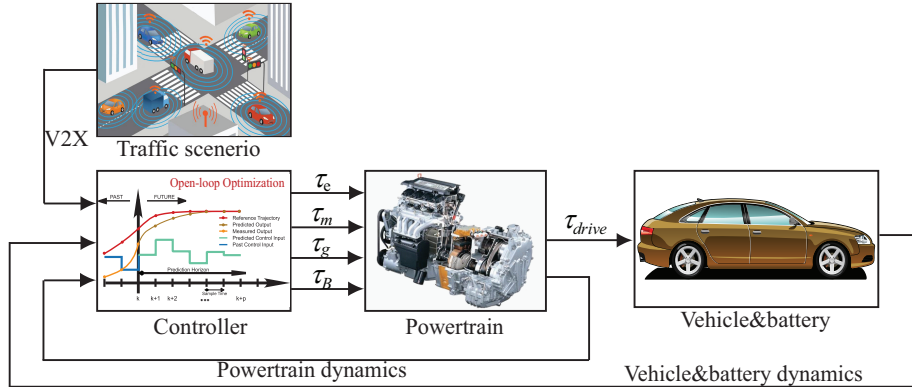 V2X
Traffic scenerio
Open-loop Optimization
PAST
FUTURE
Reference Trajectory
Predicted Output
Measured Output
Predicted Control Input
Past Control Input
Prediction Horizon
Sample Time
k
k+1
k+2
...
k+p
Controller
τe
τm
τg
τB
Powertrain
τdrive
Vehicle&battery
Powertrain dynamics
Vehicle&battery dynamics